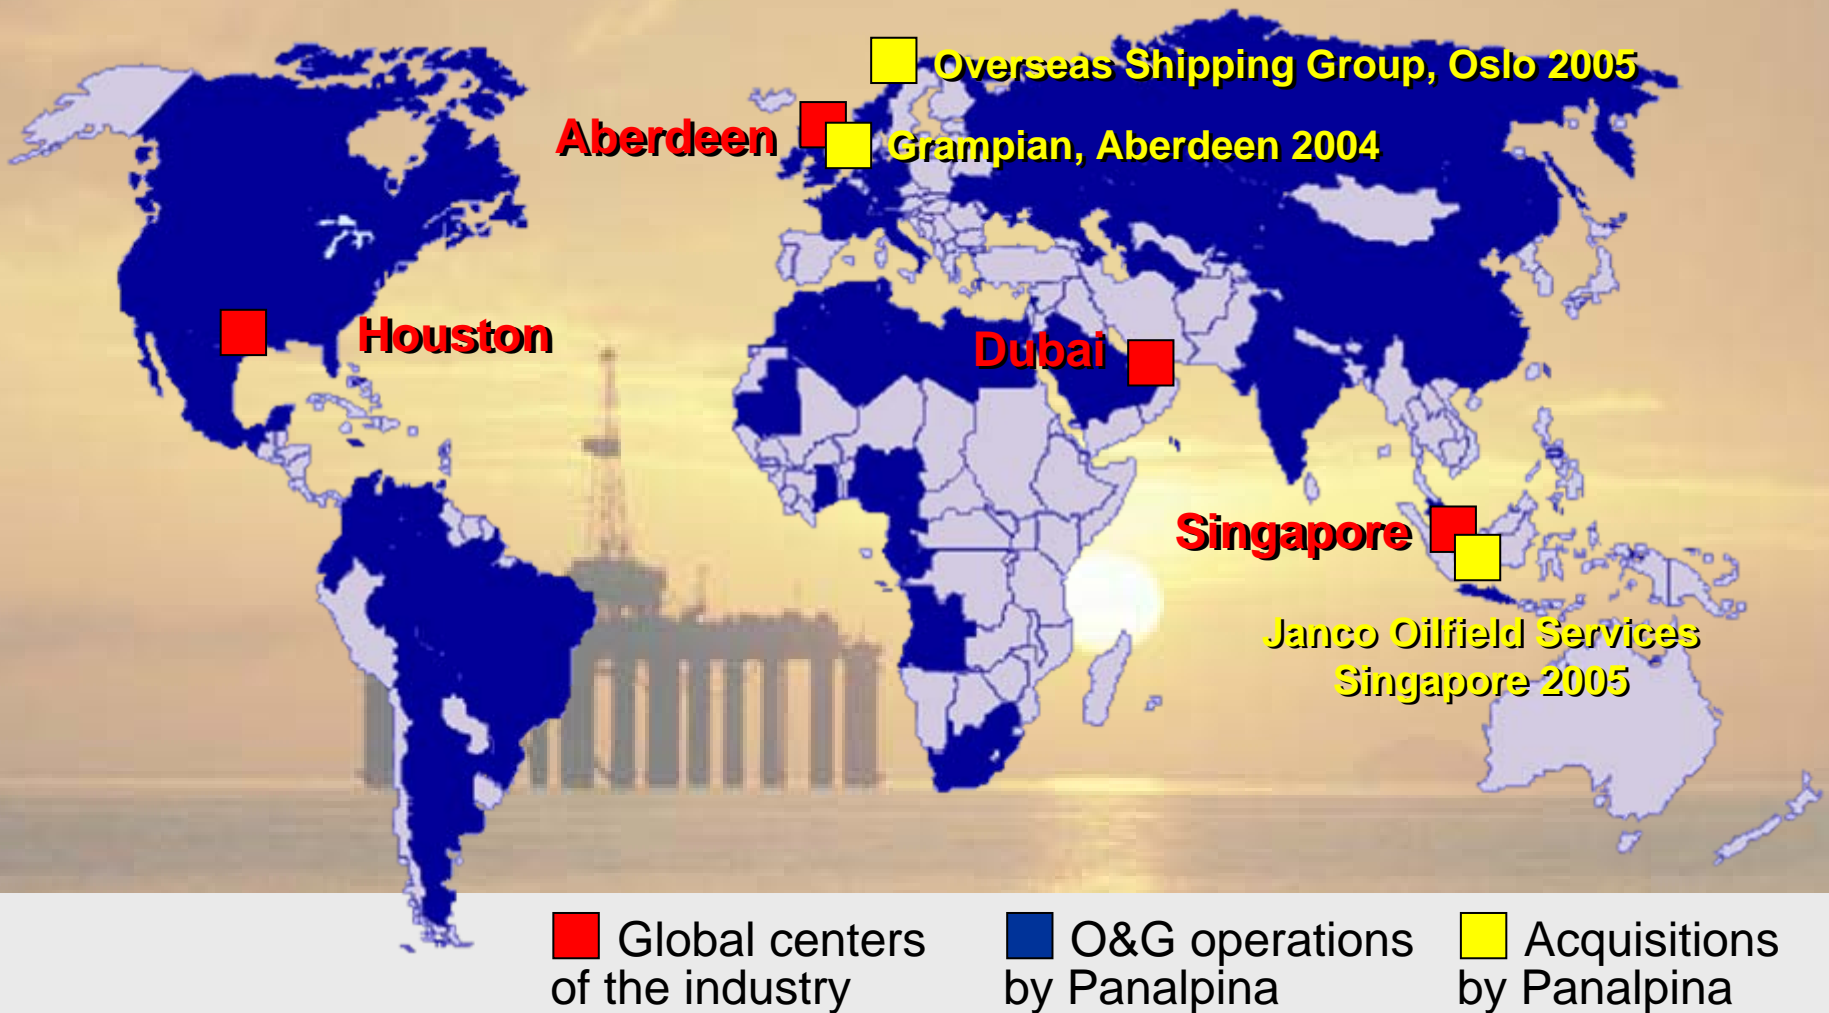 Overseas Shipping Group, Oslo 2005
Aberdeen
Grampian, Aberdeen 2004
Houston
Dubai
Singapore
Janco Oilfield Services
Singapore 2005
Global centers
of the industry
O&G operations
by Panalpina
Acquisitions
by Panalpina